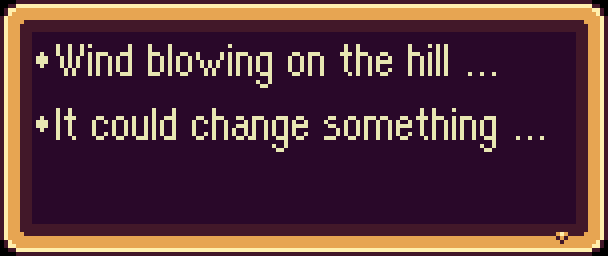 •Wind blowing on the hill ...
•It could change something ...